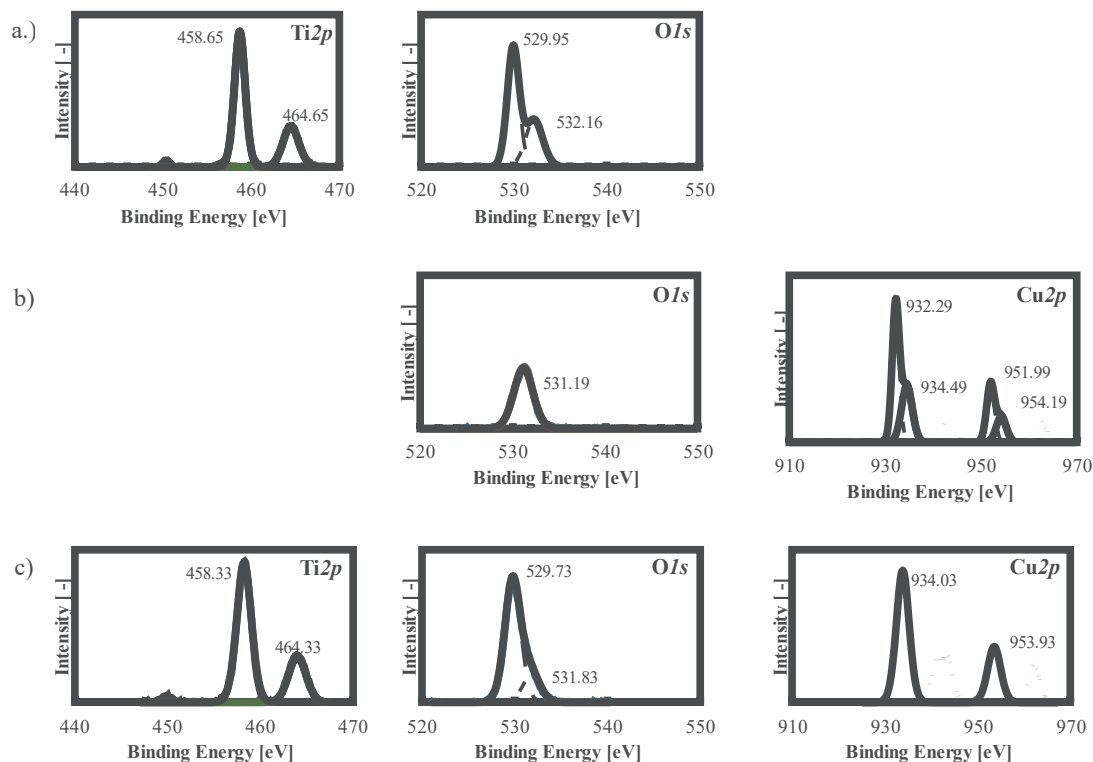 a.)
Ti2p
458.65
464.65
Intensity [ -]
440 450 460 470
Binding Energy [eV]
O1s
529.95
532.16
Intensity [ -]
520 530 540 550
Binding Energy [eV]
b)
O1s
531.19
Intensity [ -]
520 530 540 550
Binding Energy [eV]
Cu2p
932.29
934.49
951.99
954.19
Intensity [ -]
910 930 950 970
Binding Energy [eV]
c)
Ti2p
458.33
464.33
Intensity [ -]
440 450 460 470
Binding Energy [eV]
O1s
529.73
531.83
Intensity [ -]
520 530 540 550
Binding Energy [eV]
Cu2p
934.03
953.93
Intensity [ -]
910 930 950 970
Binding Energy [eV]